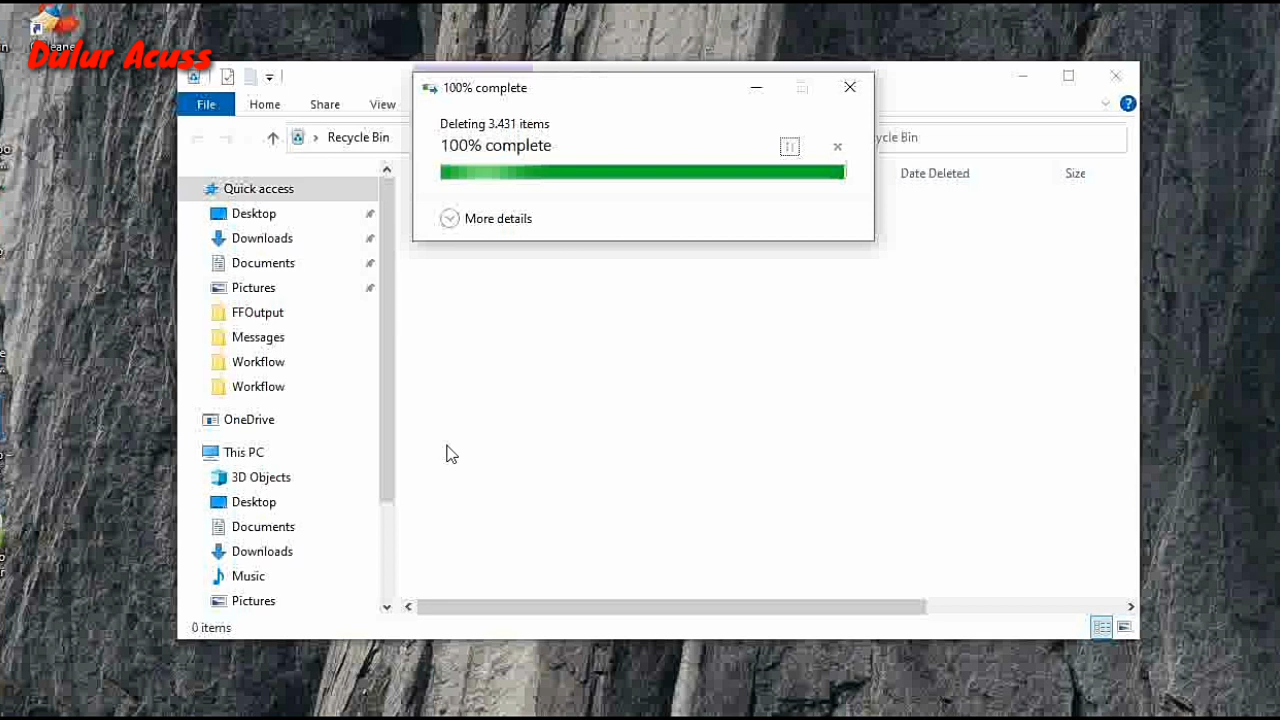 Dulur Acuss
100% complete
File
Home
Share
View
Deleting 3.431 items
100% complete
Recycle Bin
cle Bin
More details
Date Deleted
Size
Quick access
Desktop
Downloads
Documents
Pictures
FFOutput
Messages
Workflow
Workflow
OneDrive
This PC
3D Objects
Desktop
Documents
Downloads
Music
Pictures
0 items